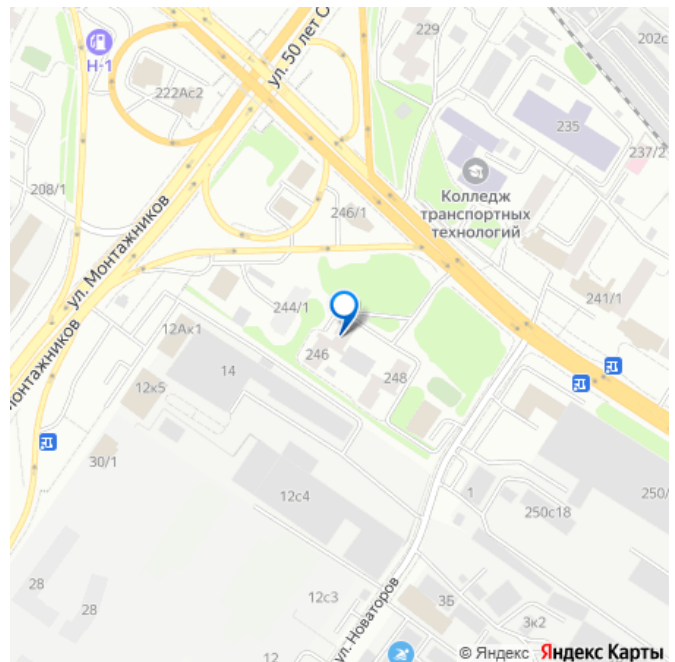 229
202с
ул. 50 лет С
Н-1
222Ас2
235
237/2
208/1
Колледж
транспортных
технологий
246/1
ул. Монтажников
244/1
241/1
12Ак1
246
14
248
онтажников
12к5
30/1
12с4
1
250/
250с18
28
28
12с3
3Б
3к2
ул. Новаторов
12
© Яндекс Яндекс Карты